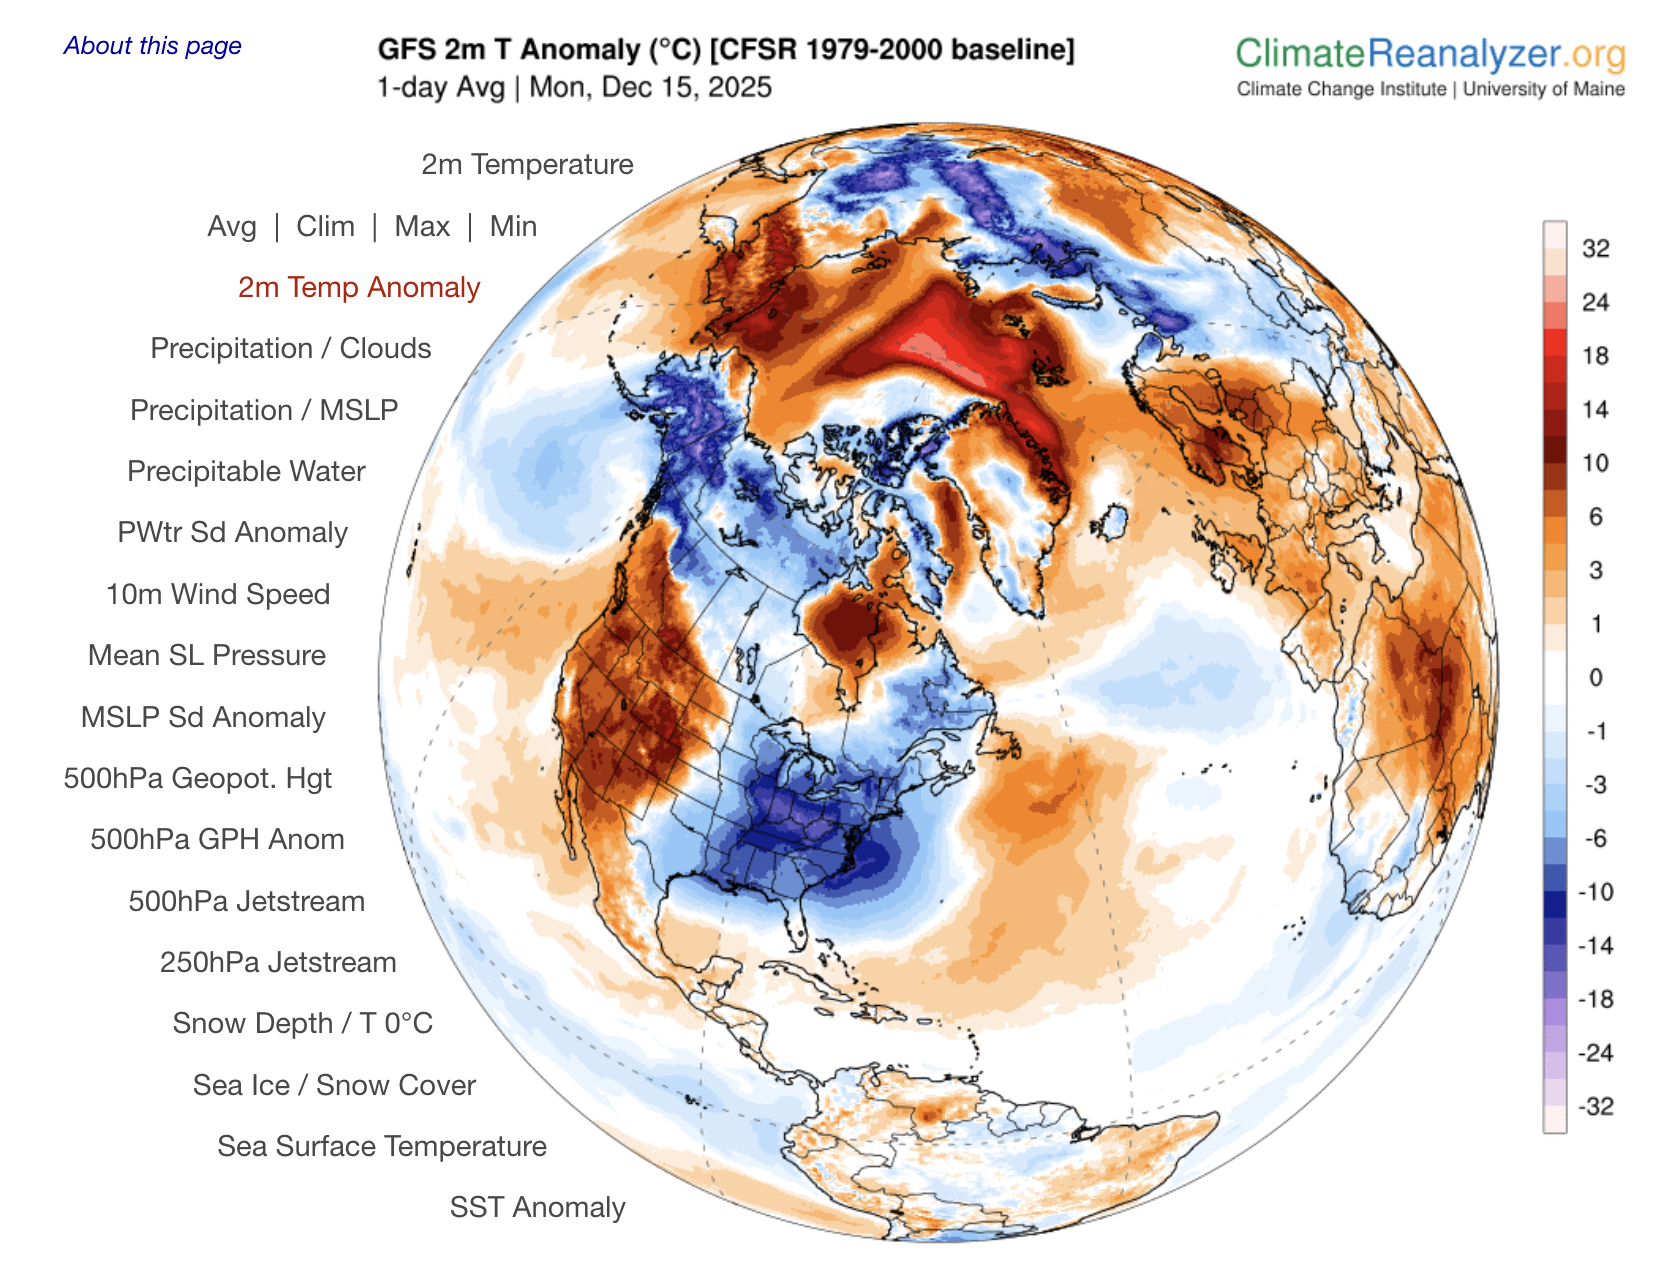 About this page
GFS 2m T Anomaly (°C) [CFSR 1979-2000 baseline]
1-day Avg | Mon, Dec 15, 2025
ClimateReanalyzer.org
Climate Change Institute | University of Maine
2m Temperature
Avg | Clim | Max | Min
2m Temp Anomaly
Precipitation / Clouds
Precipitation / MSLP
Precipitable Water
PWtr Sd Anomaly
10m Wind Speed
Mean SL Pressure
MSLP Sd Anomaly
500hPa Geopot. Hgt
500hPa GPH Anom
500hPa Jetstream
250hPa Jetstream
Snow Depth / T 0°C
Sea Ice / Snow Cover
Sea Surface Temperature
SST Anomaly
32
24
18
14
10
6
3
1
0
-1
-3
-6
-10
-14
-18
-24
-32